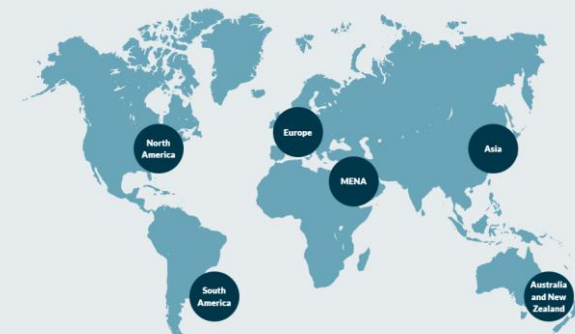 North
America
Europe
MENA
Asia
South
America
Australia
and New
Zealand